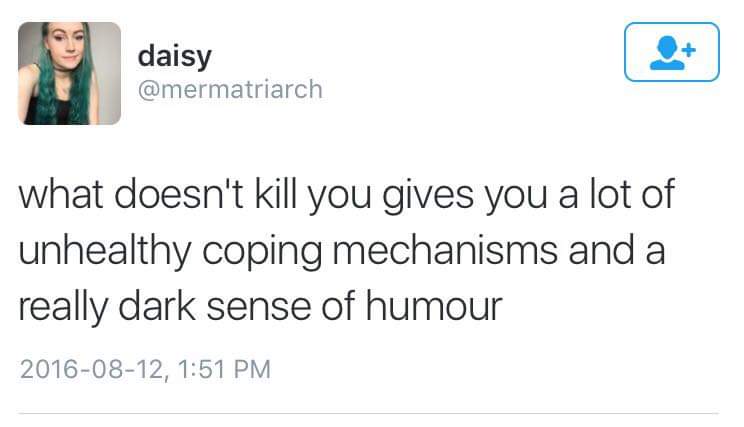 daisy
@mermatriarch
what doesn't kill you gives you a lot of
unhealthy coping mechanisms and a
really dark sense of humour
2016-08-12, 1:51 PM